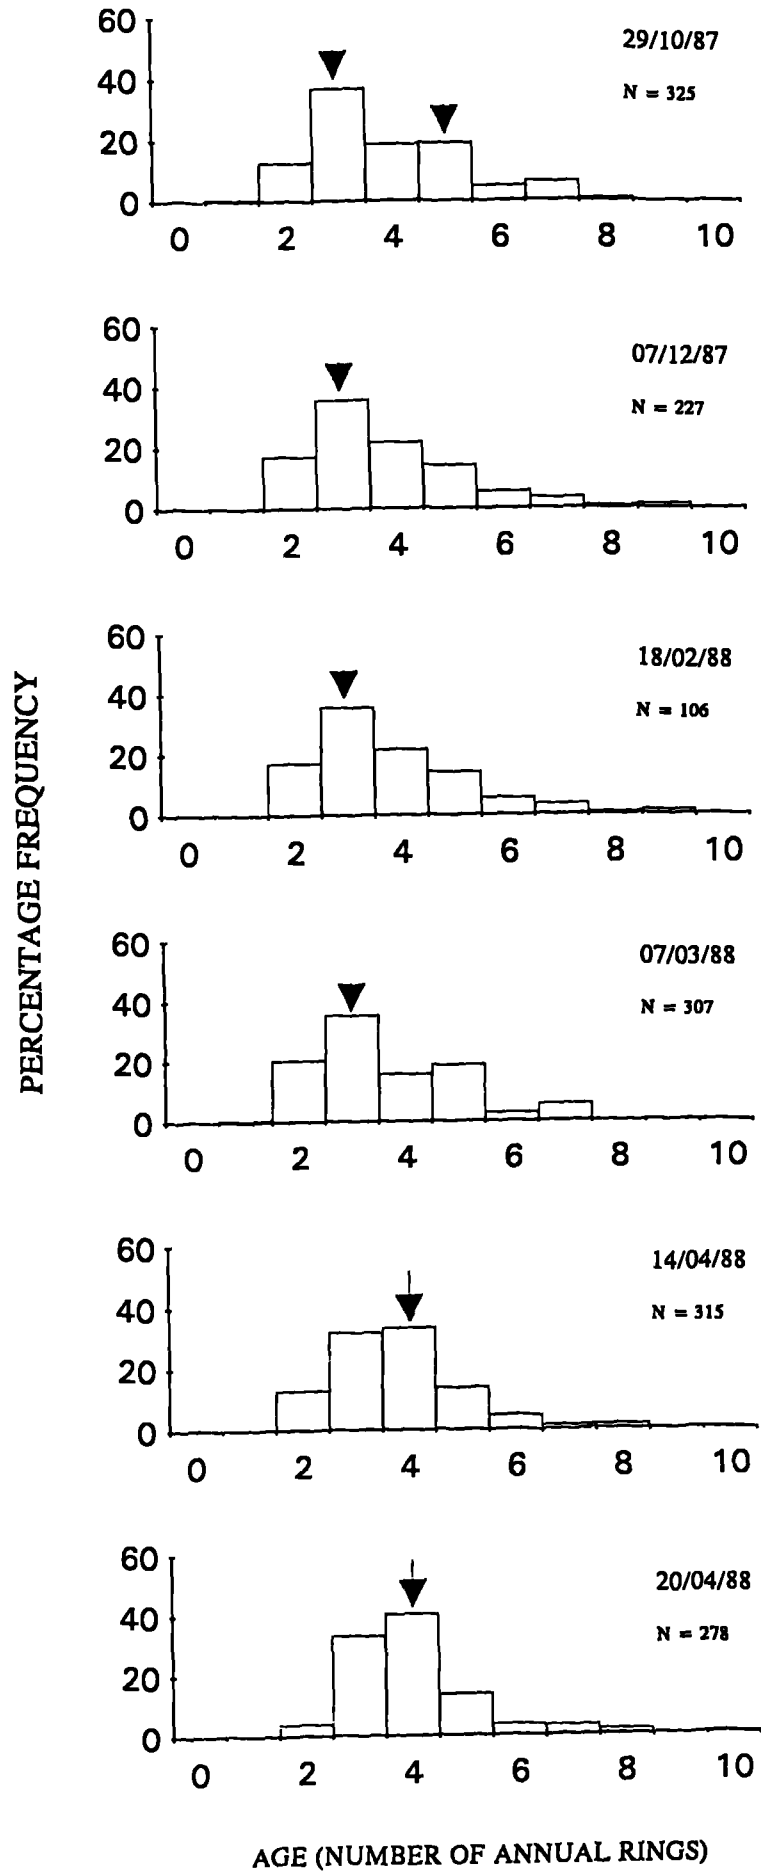 PERCENTAGE FREQUENCY
60
29/10/87
40
N = 325
20
0
0 2 4 6 8 10
60
07/12/87
40
N = 227
20
0
0 2 4 6 8 10
60
18/02/88
40
N = 106
20
0
0 2 4 6 8 10
60
07/03/88
40
N = 307
20
0
0 2 4 6 8 10
60
14/04/88
40
N = 315
20
0
0 2 4 6 8 10
60
20/04/88
40
N = 278
20
0
0 2 4 6 8 10
AGE (NUMBER OF ANNUAL RINGS)